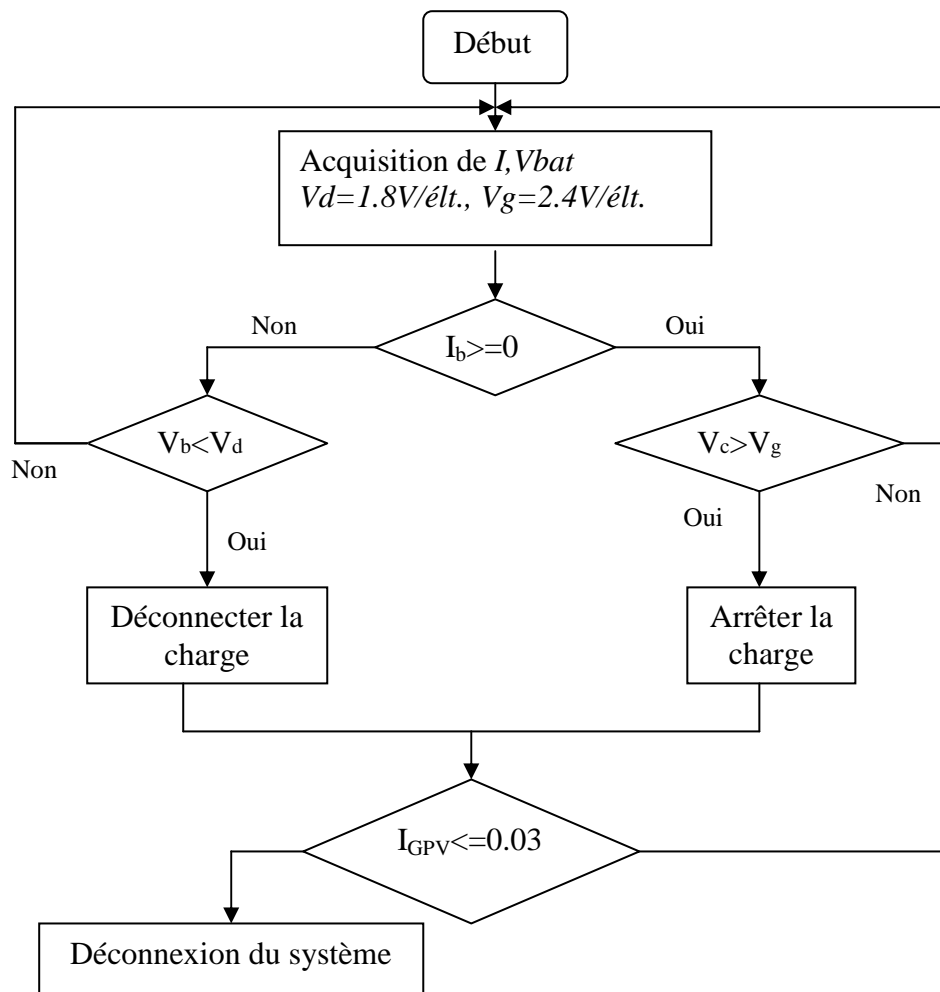 Début
Acquisition de I,Vbat
Vd=1.8V/élt., Vg=2.4V/élt.
Non
Oui
Ib>=0
Vb<Vd
Vc>Vg
Non
Non
Oui
Oui
Déconnecter la
charge
Arrêter la
charge
IGPV<=0.03
Déconnexion du système